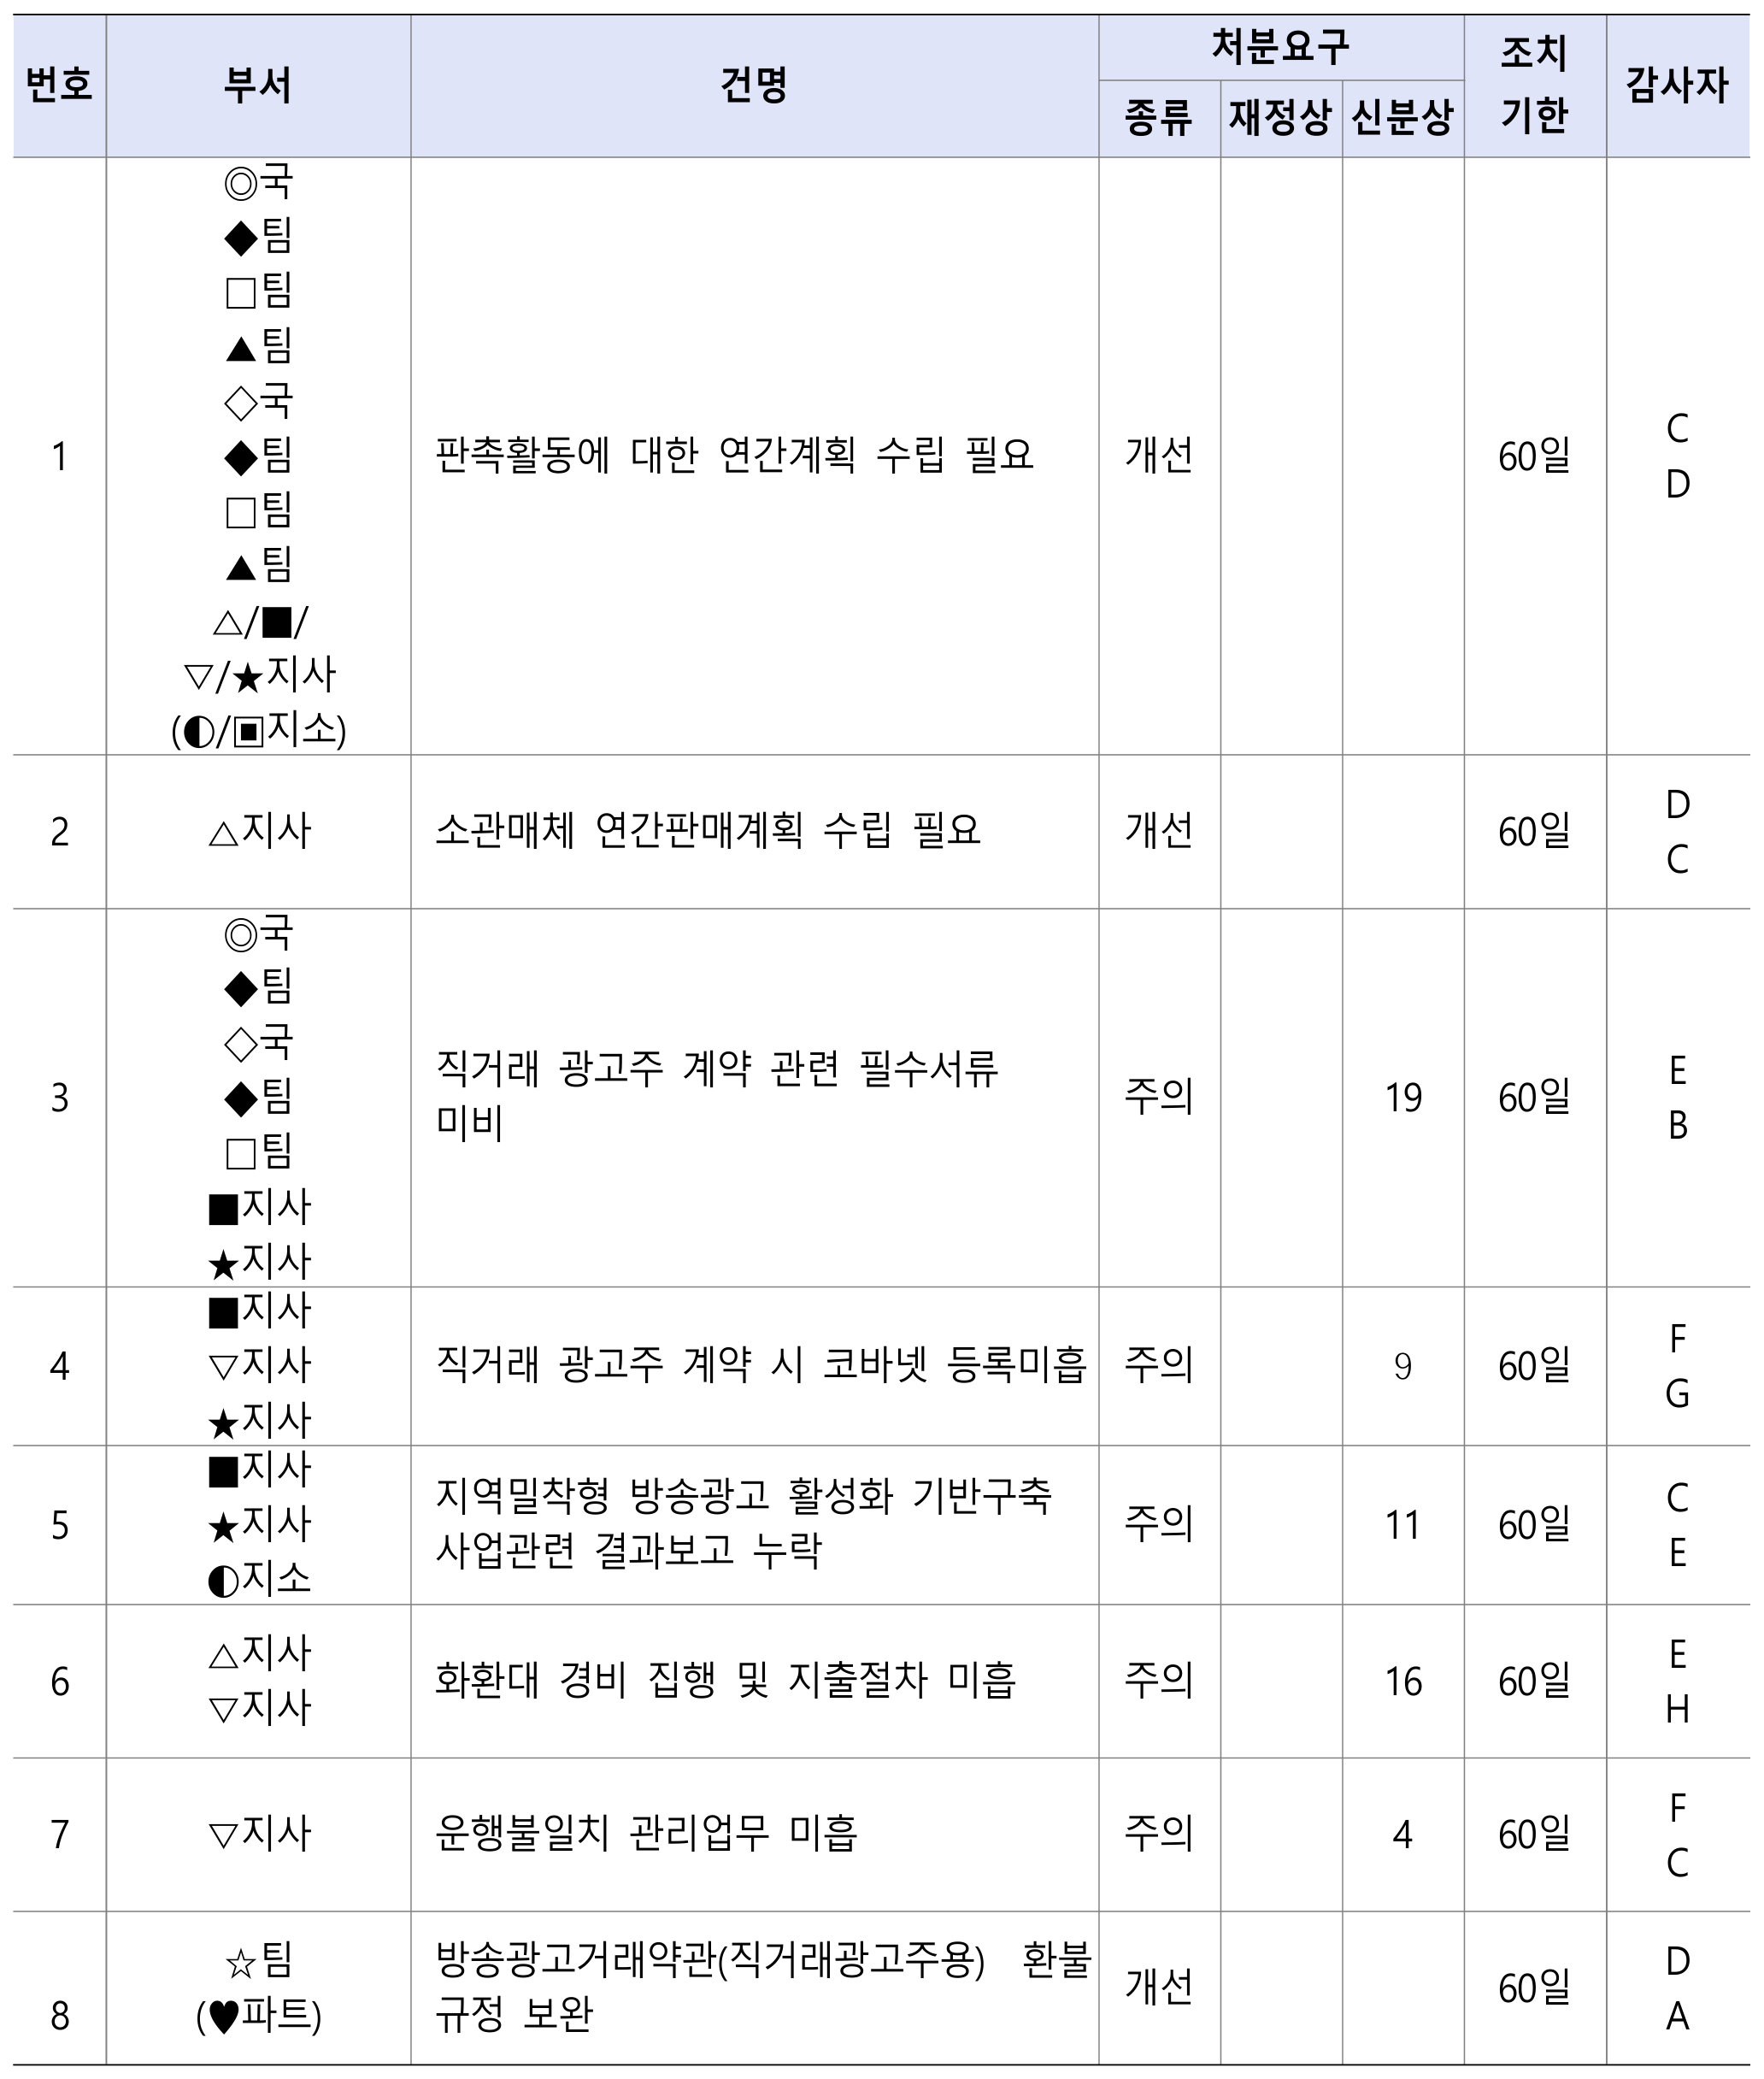 번호 부서 건명 처분요구 조치 기한 감사자
종류 재정상 신분상
1 ◎국 판촉활동에 대한 연간계획 수립 필요 개선 60일 C
◆팀 D
□팀
▲팀
◇국
◆팀
□팀
▲팀
△/■/
▽/★지사
(◐/▣지소)
2 △지사 소관매체 연간판매계획 수립 필요 개선 60일 D
C
3 ◎국 직거래 광고주 계약 관련 필수서류 주의 19 60일 E
◆팀 미비 B
◇국
◆팀
□팀
■지사
★지사
4 ■지사 직거래 광고주 계약 시 코바넷 등록미흡 주의 9 60일 F
▽지사 G
★지사
5 ■지사 지역밀착형 방송광고 활성화 기반구축 주의 11 60일 C
★지사 사업관련 결과보고 누락 E
◐지소
6 △지사 화환대 경비 집행 및 지출절차 미흡 주의 16 60일 E
▽지사 H
7 ▽지사 운행불일치 관리업무 미흡 주의 4 60일 F
C
8 ☆팀 방송광고거래약관(직거래광고주용) 환불 개선 60일 D
(♥파트) 규정 보완 A